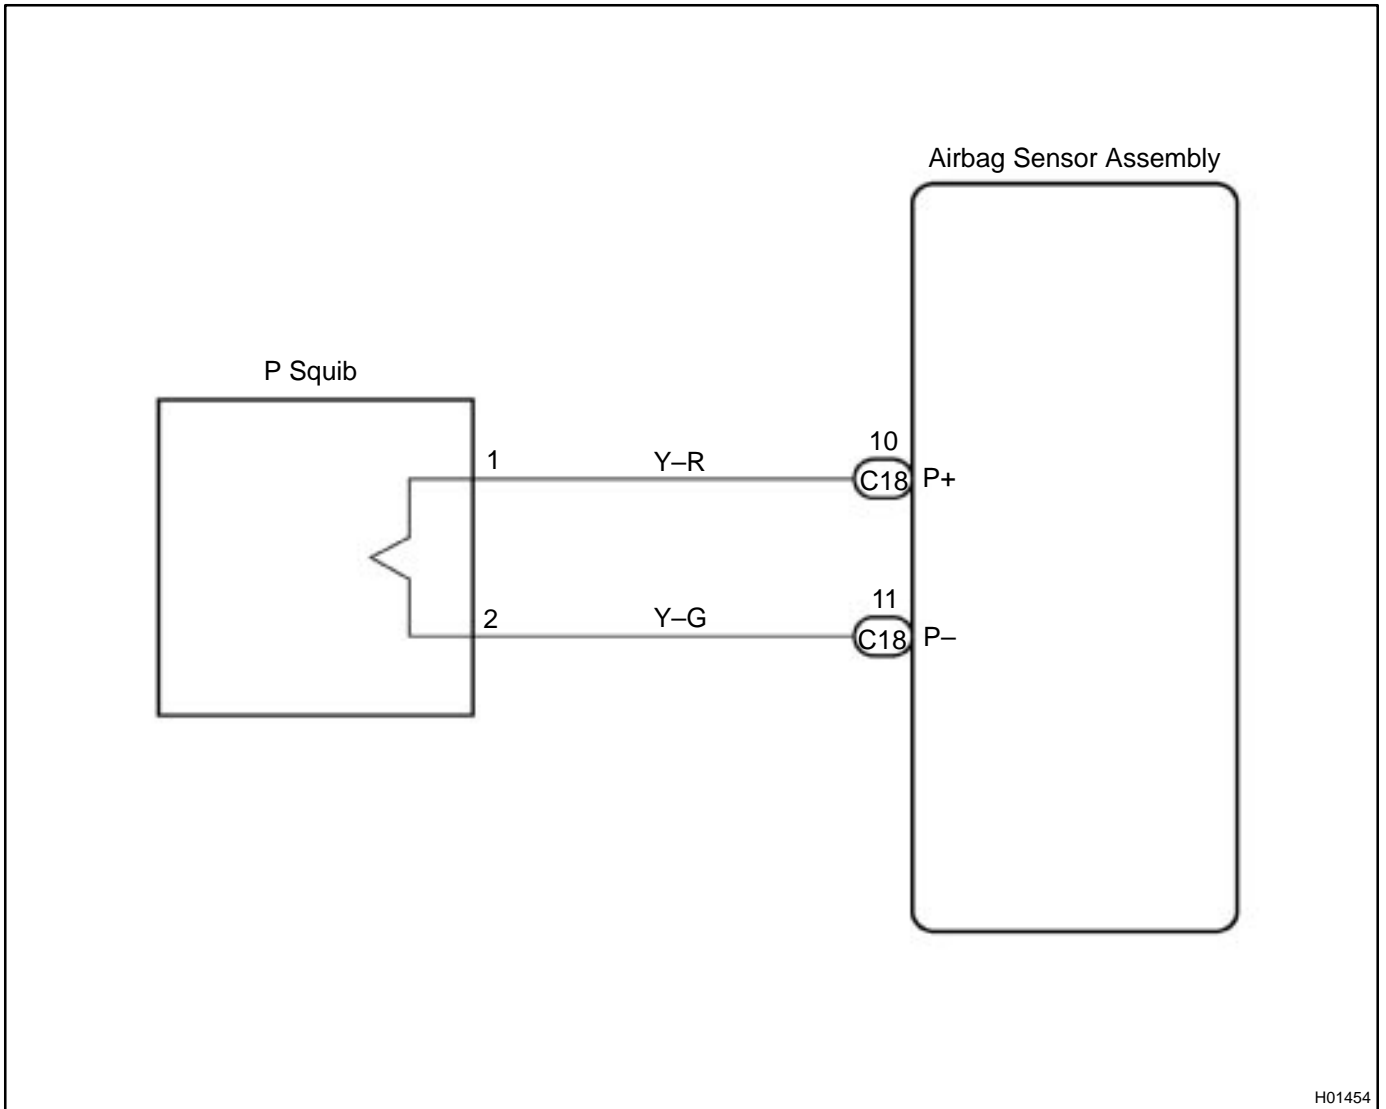 Airbag Sensor Assembly
P Squib
10
1
Y–R
C18
P+
11
2
Y–G
C18
P–
H01454